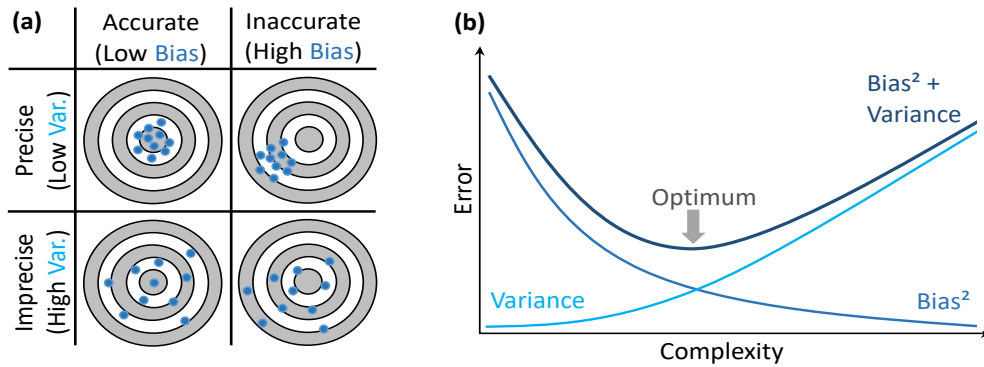 (a)
Accurate
(Low Bias)
Inaccurate
(High Bias)
Precise
(Low Var.)
Imprecise
(High Var.)
(b)
Error
Bias² +
Variance
Optimum
Variance
Bias²
Complexity